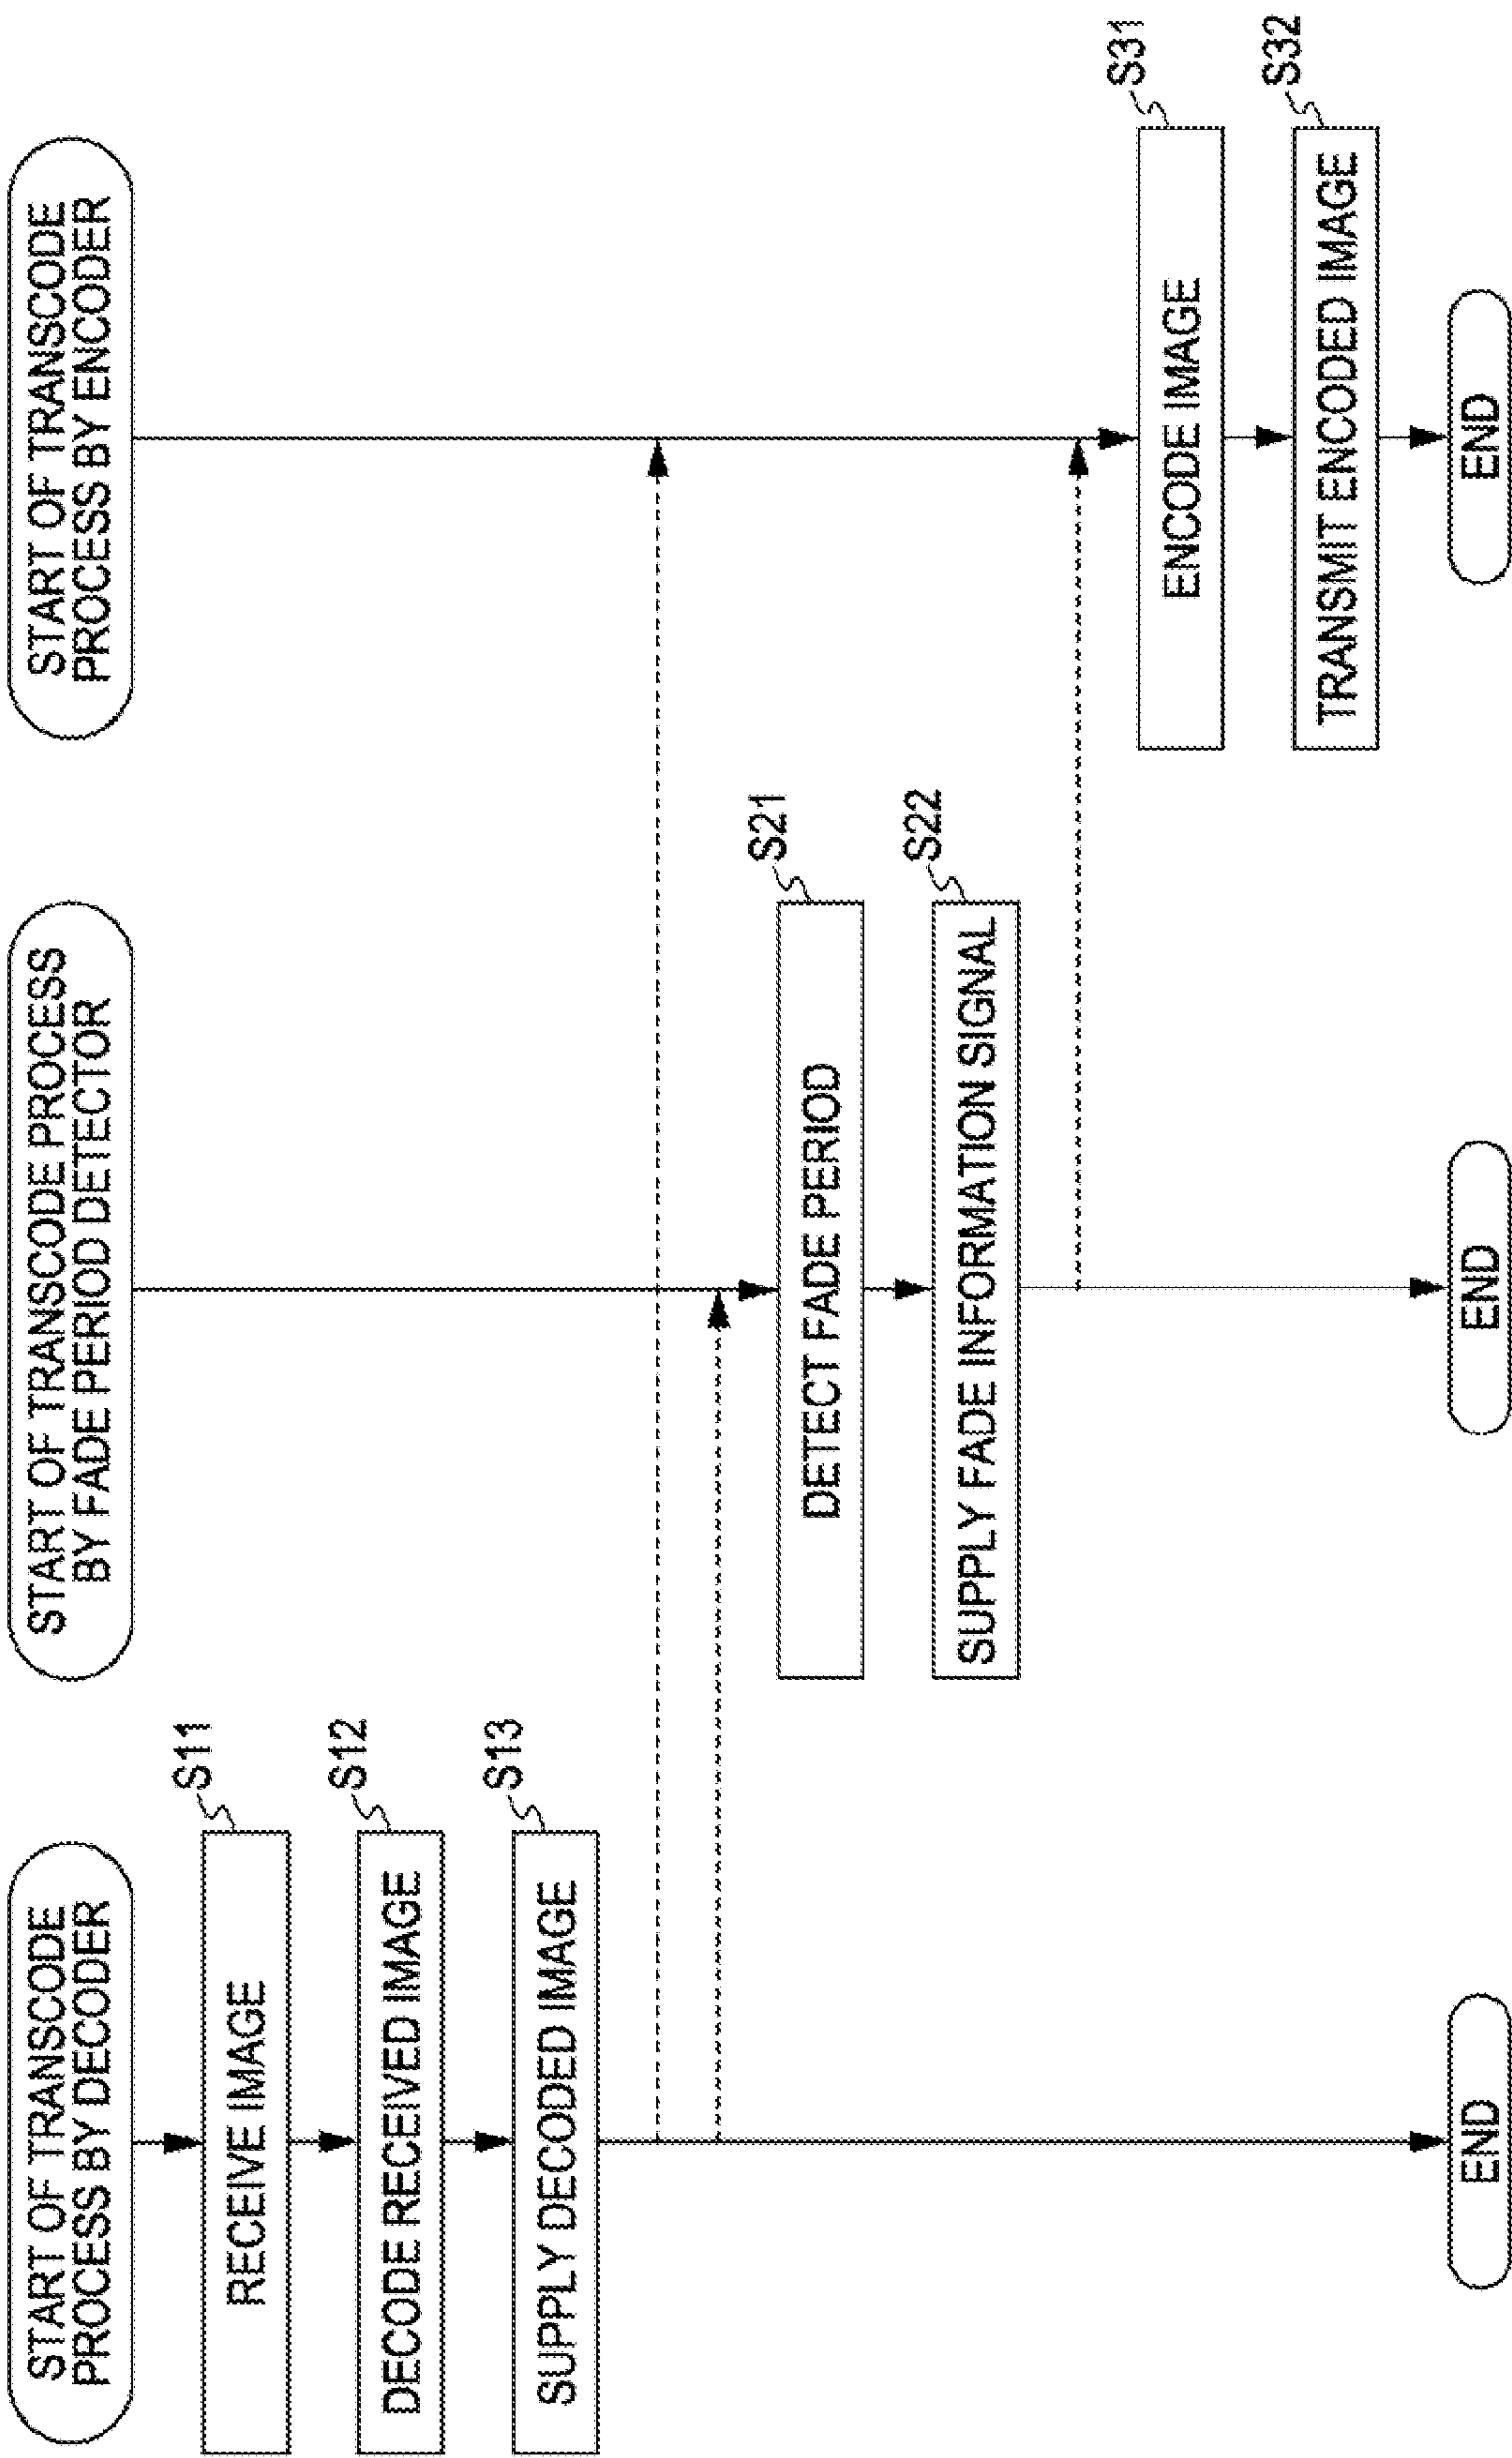 START OF TRANSCODE
PROCESS BY DECODER
S11
RECEIVE IMAGE
S12
DECODE RECEIVED IMAGE
S13
SUPPLY DECODED IMAGE
END
START OF TRANSCODE PROCESS
BY FADE PERIOD DETECTOR
S21
DETECT FADE PERIOD
S22
SUPPLY FADE INFORMATION SIGNAL
END
START OF TRANSCODE
PROCESS BY ENCODER
S31
ENCODE IMAGE
S32
TRANSMIT ENCODED IMAGE
END